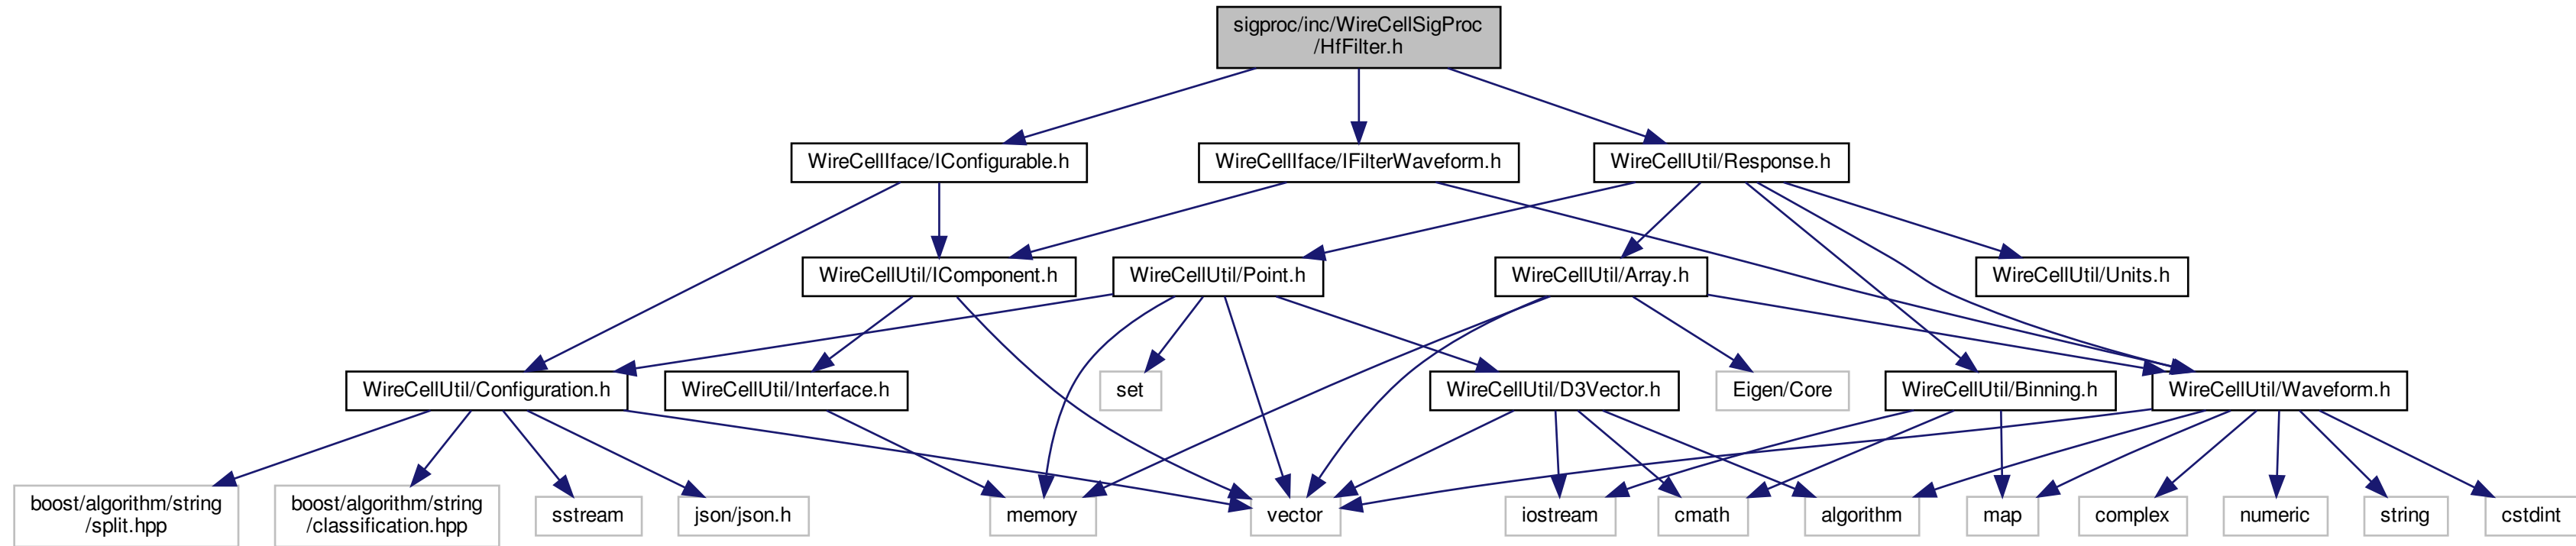 sigproc/inc/WireCellSigProc
/HfFilter.h
WireCellIface/IConfigurable.h
WireCellIface/IFilterWaveform.h
WireCellUtil/Response.h
WireCellUtil/IComponent.h
WireCellUtil/Point.h
WireCellUtil/Array.h
WireCellUtil/Units.h
WireCellUtil/Configuration.h
WireCellUtil/Interface.h
set
WireCellUtil/D3Vector.h
Eigen/Core
WireCellUtil/Binning.h
WireCellUtil/Waveform.h
boost/algorithm/string
/split.hpp
boost/algorithm/string
/classification.hpp
sstream
json/json.h
memory
vector
iostream
cmath
algorithm
map
complex
numeric
string
cstdint